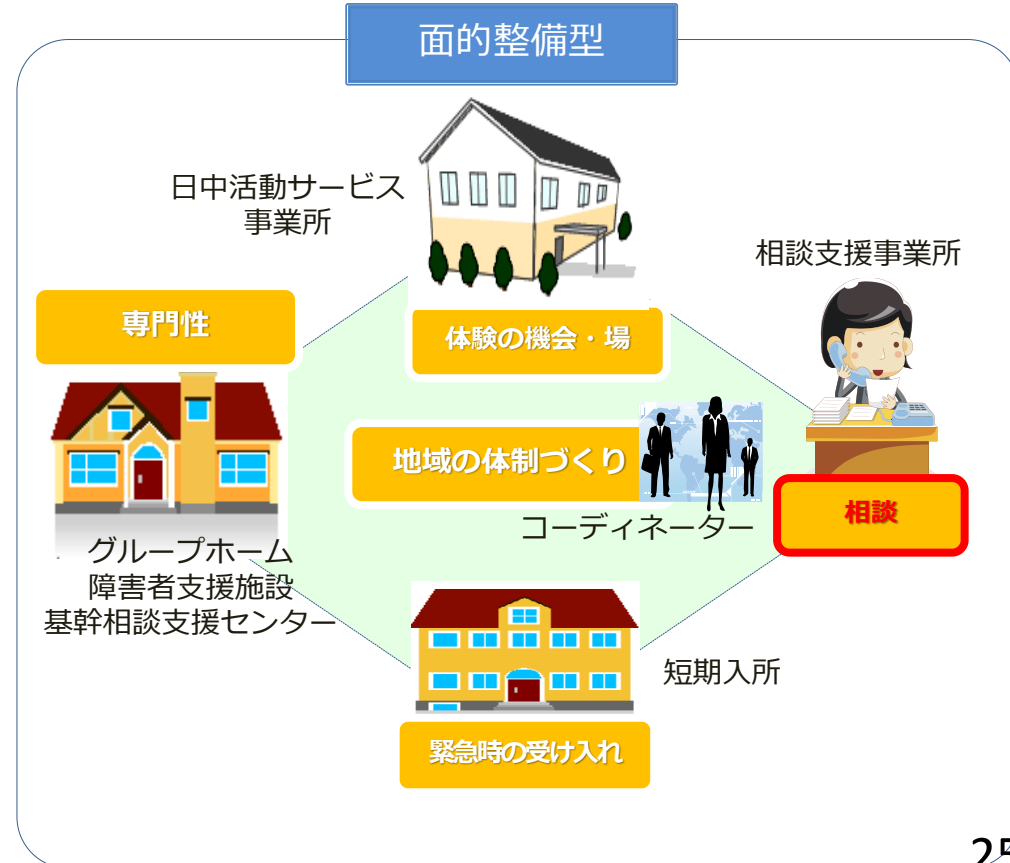 面的整備型
日中活動サービス
事業所
相談支援事業所
専門性
体験の機会・場
地域の体制づくり
コーディネーター
相談
グループホーム
障害者支援施設
基幹相談支援センター
短期入所
緊急時の受け入れ
25